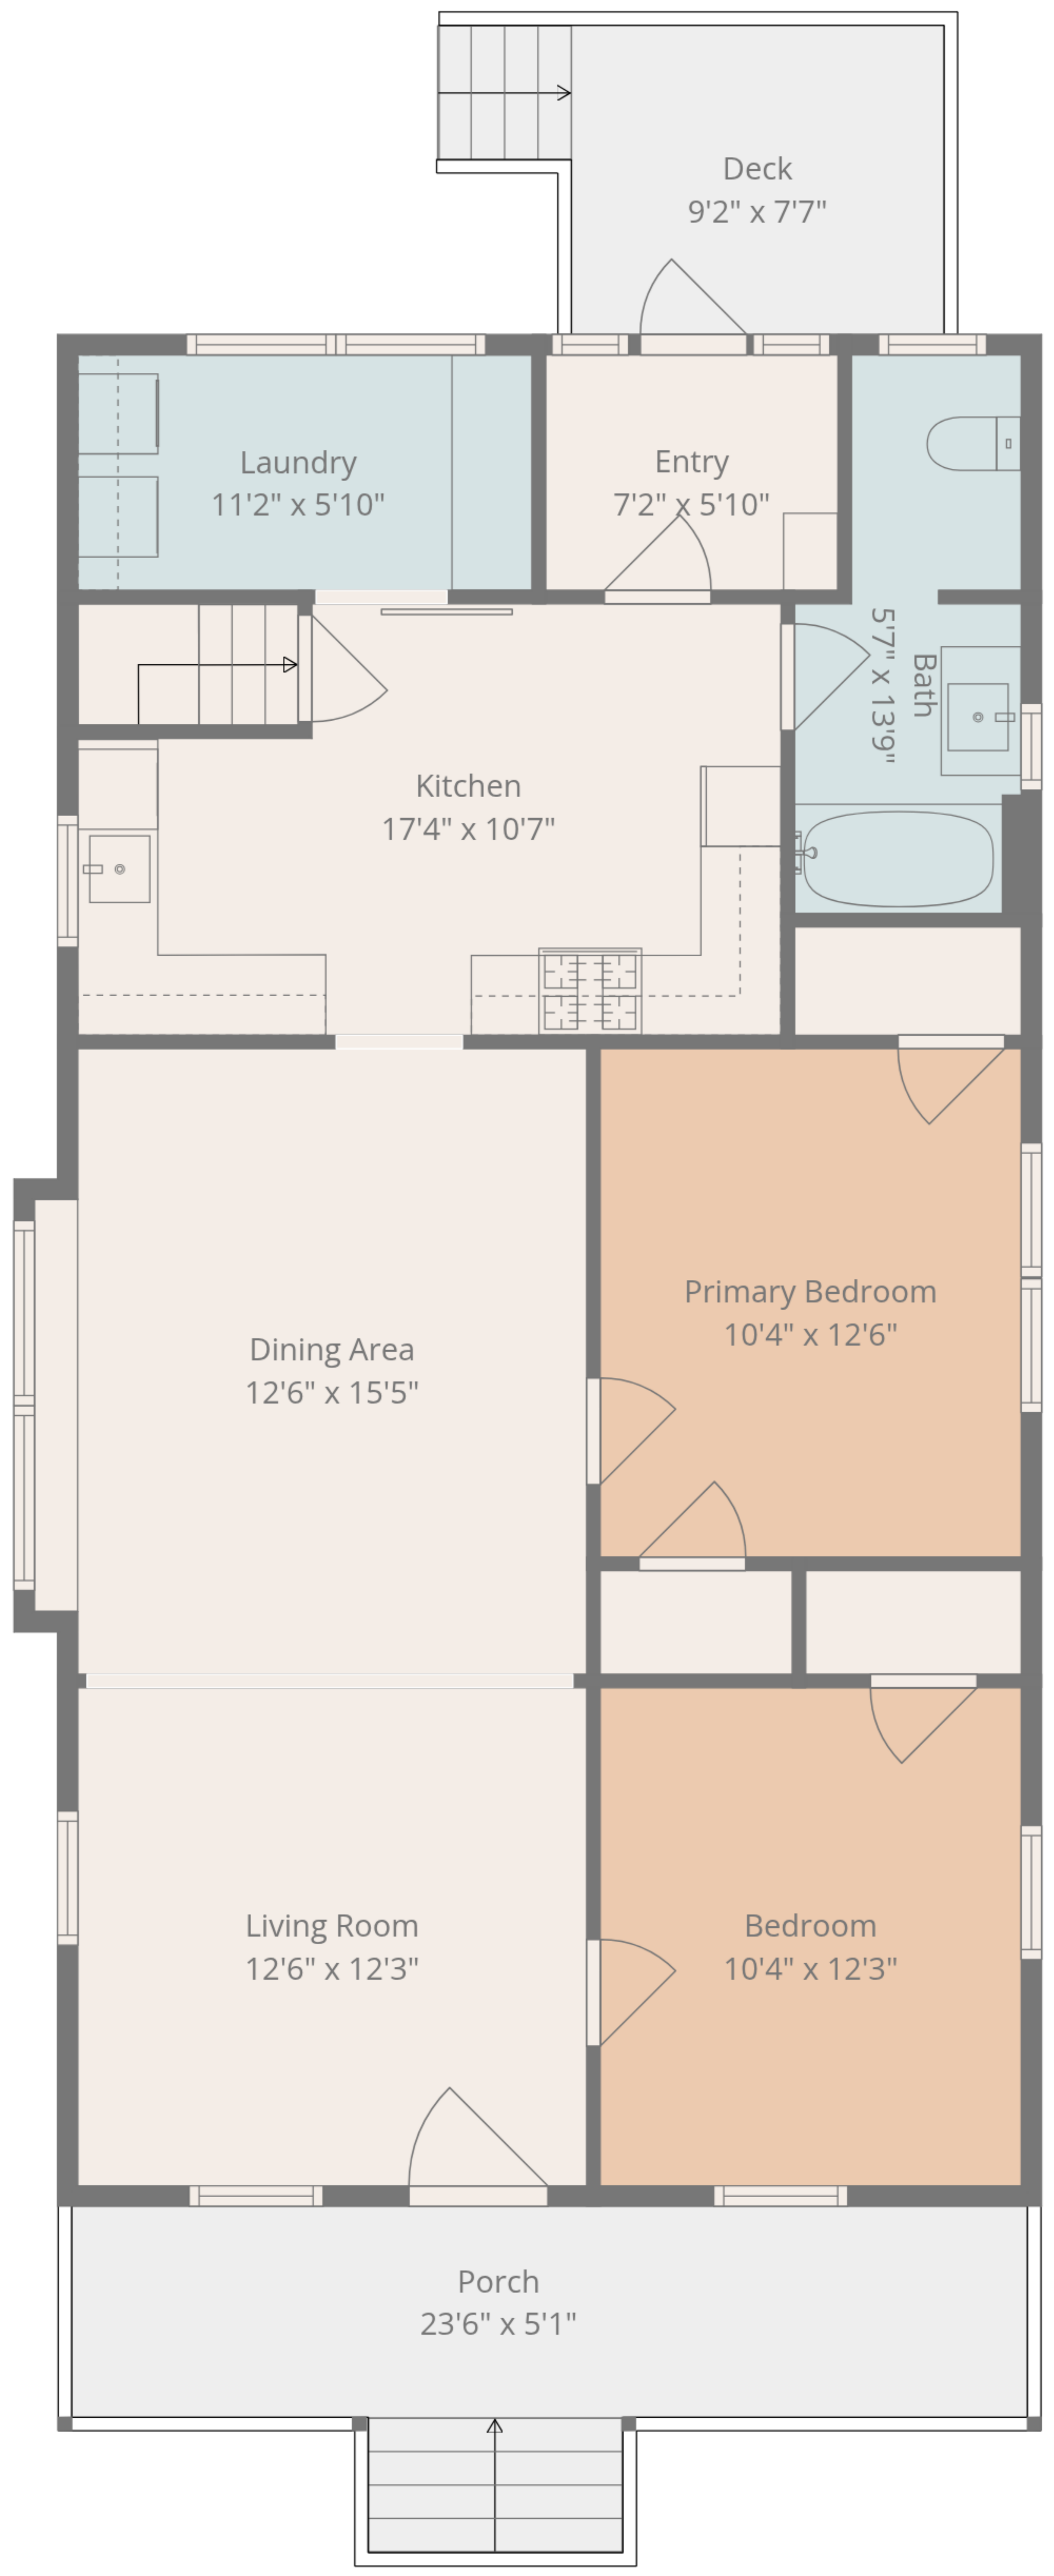 Deck
9'2" x 7'7"
Laundry
11'2" x 5'10"
Entry
7'2" x 5'10"
Bath
5'7" x 13'9"
Kitchen
17'4" x 10'7"
Primary Bedroom
10'4" x 12'6"
Dining Area
12'6" x 15'5"
Living Room
12'6" x 12'3"
Bedroom
10'4" x 12'3"
Porch
23'6" x 5'1"